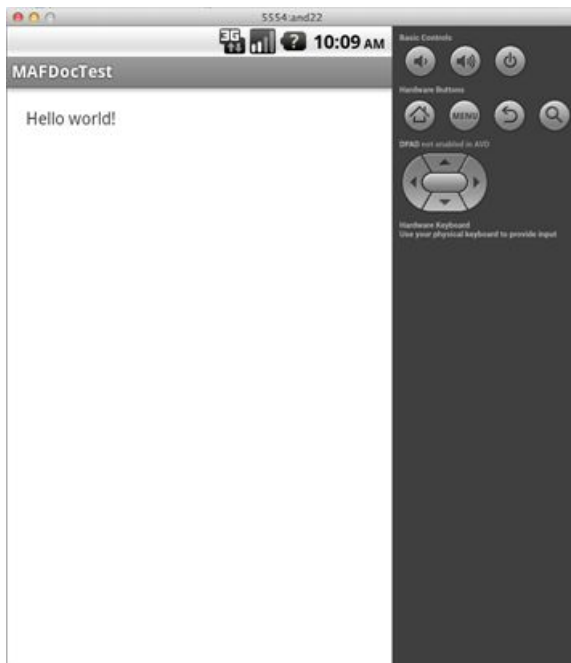 5554:and22
3G
?
10:09 AM
MAFDocTest
Hello world!
Basic Controls
Hardware Buttons
MENU
DPAD not enabled in AVD
Hardware Keyboard
Use your physical keyboard to provide input